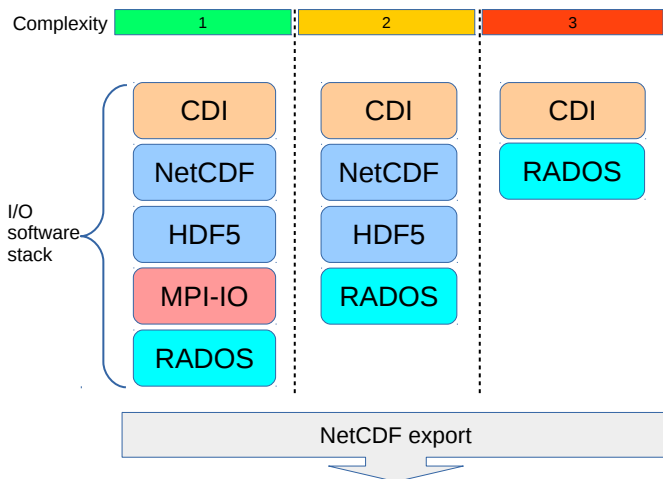 Complexity
1
2
3
I/O
software
stack
CDI
NetCDF
HDF5
MPI-IO
RADOS
CDI
NetCDF
HDF5
RADOS
CDI
RADOS
NetCDF export